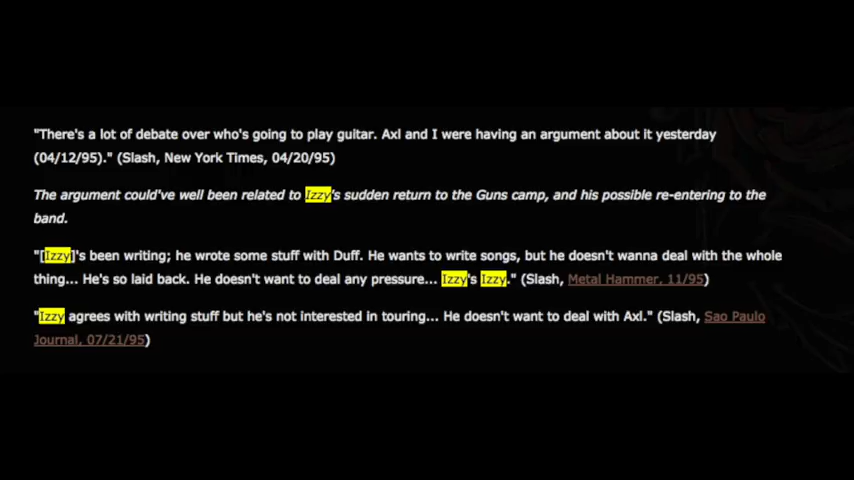 "There's a lot of debate over who's going to play guitar. Axl and I were having an argument about it yesterday
(04/12/95)." (Slash, New York Times, 04/20/95)
The argument could've well been related to Izzy's sudden return to the Guns camp, and his possible re-entering to the
band.
"[Izzy]'s been writing; he wrote some stuff with Duff. He wants to write songs, but he doesn't wanna deal with the whole
thing... He's so laid back. He doesn't want to deal any pressure... Izzy's Izzy." (Slash, Metal Hammer, 11/95)
"Izzy agrees with writing stuff but he's not interested in touring... He doesn't want to deal with Axl." (Slash, Sao Paulo
Journal, 07/21/95)